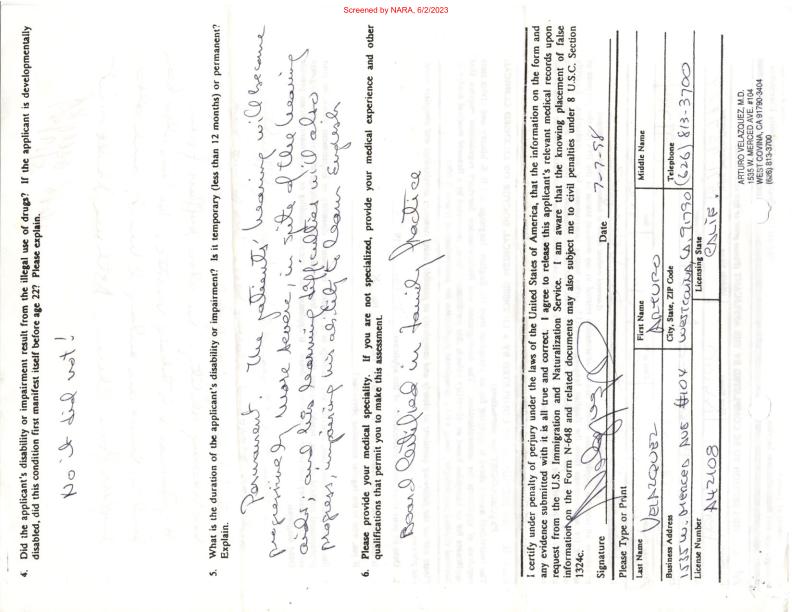 Screened by NARA, 6/2/2023
4. Did the applicant's disability or impairment result from the illegal use of drugs? If the applicant is developmentally
disabled, did this condition first manifest itself before age 22? Please explain.
No it did not!
5. What is the duration of the applicant's disability or impairment? Is it temporary (less than 12 months) or permanent?
Explain.
Permanent. The patients' hearing will become
progressively more severe, in spite of the hearing
aids; and his learning difficulties will also
progress, impairing his ability to learn English
6. Please provide your medical speciality. If you are not specialized, provide your medical experience and other
qualifications that permit you to make this assessment.
Board Certified in Family Practice
I certify under penalty of perjury under the laws of the United States of America, that the information on the form and
any evidence submitted with it is all true and correct. I agree to release this applicant's relevant medical records upon
request from the U.S. Immigration and Naturalization Service. I am aware that the knowing placement of false
information on the Form N-648 and related documents may also subject me to civil penalties under 8 U.S.C. Section
1324c.
Signature Date 7-7-98
Please Type or Print
Last Name First Name Middle Name
VELAZQUEZ ARTURO
Business Address City, State, ZIP Code Telephone
1535 W. MERCED AVE #104 West Covina, CA. 91790 (626) 813-3700
License Number Licensing State
A42108 CALIF.
ARTURO VELAZQUEZ, M.D.
1535 W. MERCED AVE. #104
WEST COVINA, CA 91790-3404
(626) 813-3700